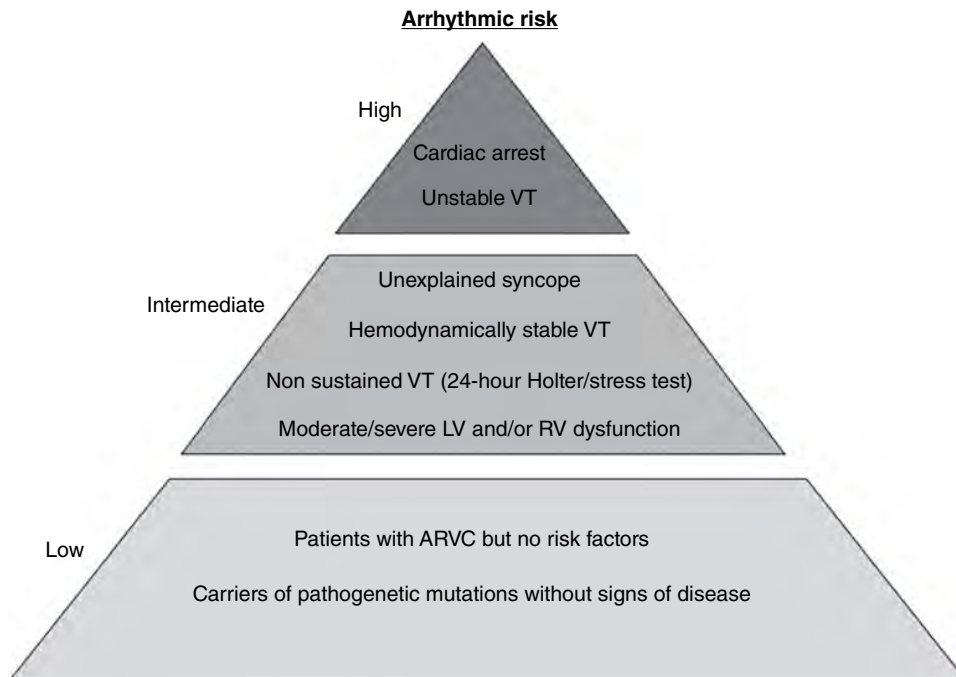 Arrhythmic risk
High
Cardiac arrest
Unstable VT
Intermediate
Unexplained syncope
Hemodynamically stable VT
Non sustained VT (24-hour Holter/stress test)
Moderate/severe LV and/or RV dysfunction
Low
Patients with ARVC but no risk factors
Carriers of pathogenetic mutations without signs of disease